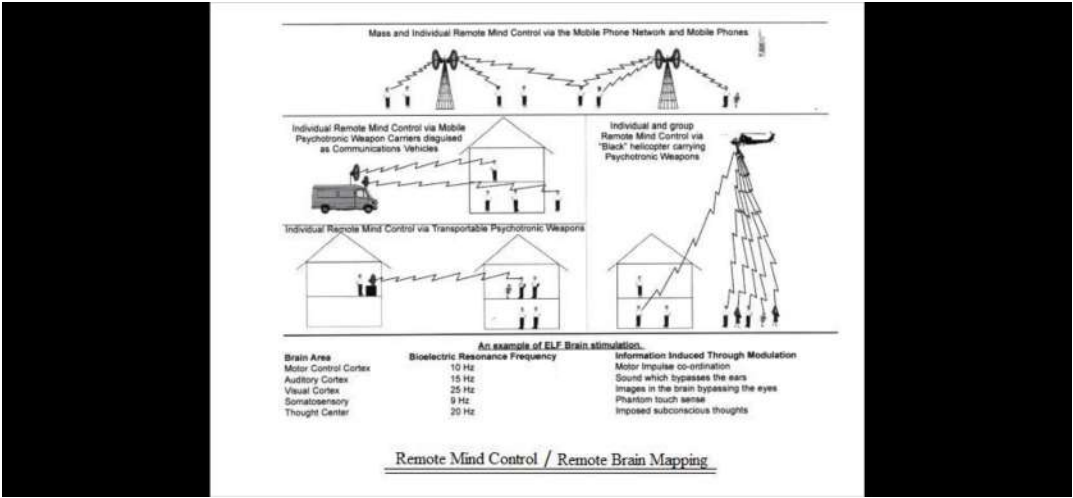 Mass and Individual Remote Mind Control via the Mobile Phone Network and Mobile Phones
Individual Remote Mind Control via Mobile
Psychotronic Weapon Carriers disguised
as Communications Vehicles
Individual and group
Remote Mind Control via
"Black" helicopter carrying
Psychotronic Weapons
Individual Remote Mind Control via Transportable Psychotronic Weapons
An example of ELF Brain stimulation.
Brain Area Bioelectric Resonance Frequency Information Induced Through Modulation
Motor Control Cortex 10 Hz Motor Impulse co-ordination
Auditory Cortex 15 Hz Sound which bypasses the ears
Visual Cortex 25 Hz Images in the brain bypassing the eyes
Somatosensory 9 Hz Phantom touch sense
Thought Center 20 Hz Imposed subconscious thoughts
Remote Mind Control / Remote Brain Mapping